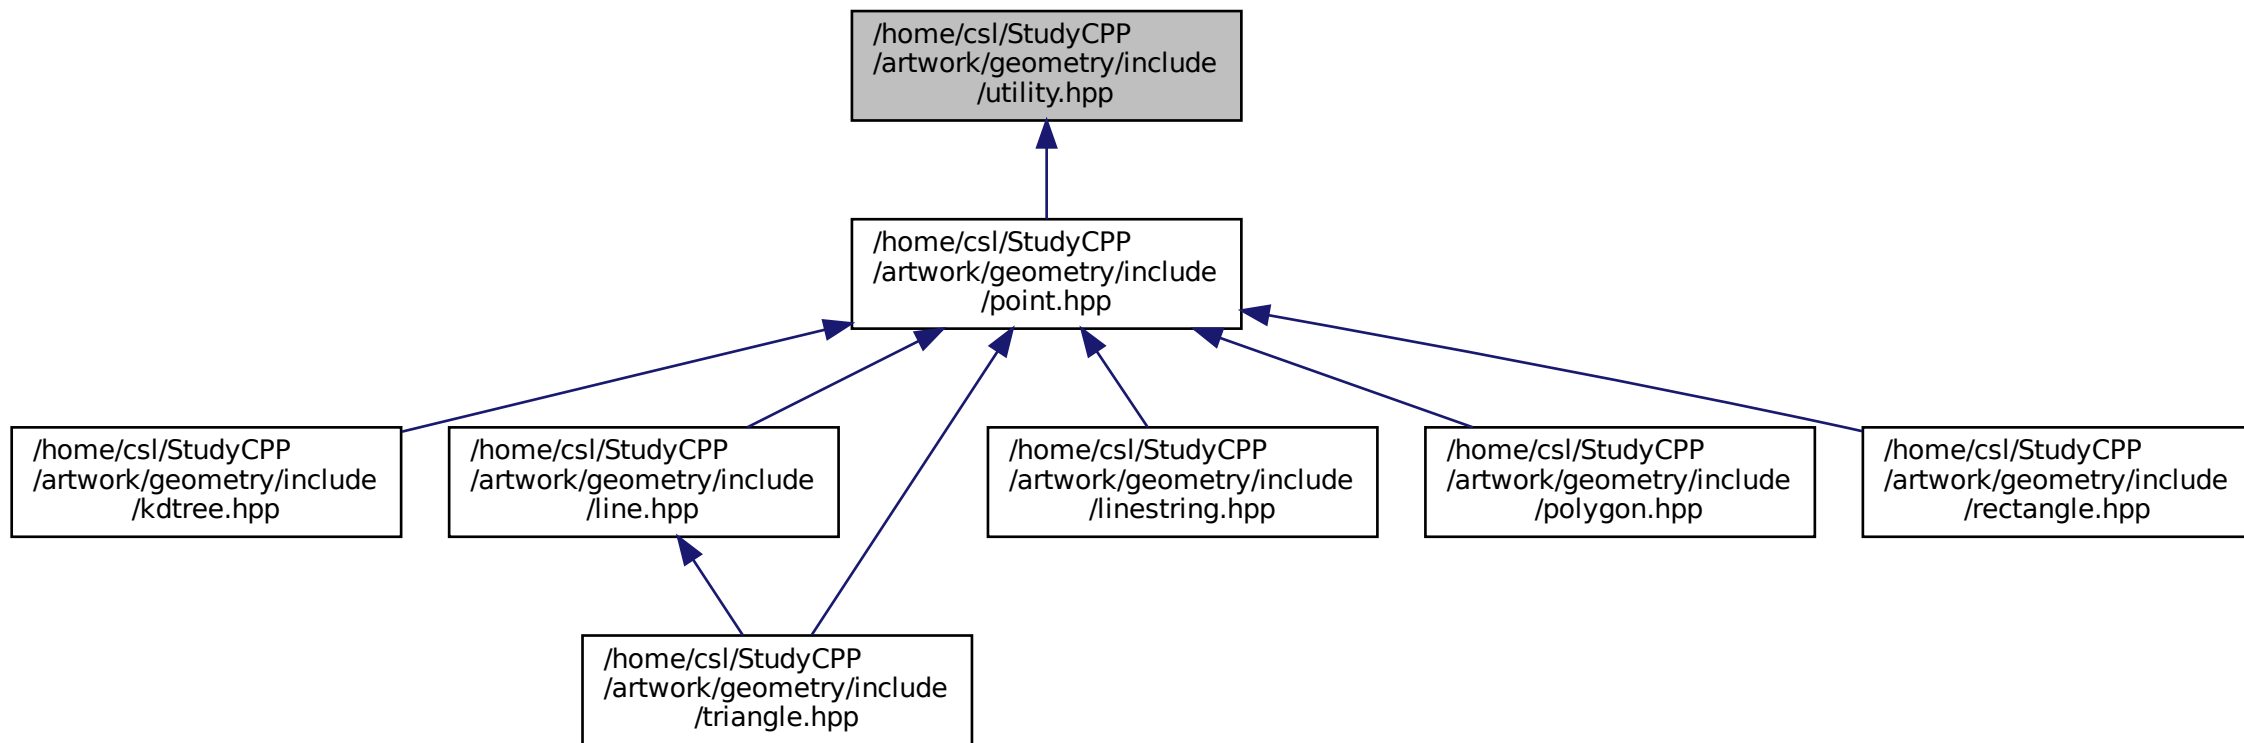 /home/csl/StudyCPP
/artwork/geometry/include
/utility.hpp
/home/csl/StudyCPP
/artwork/geometry/include
/point.hpp
/home/csl/StudyCPP
/artwork/geometry/include
/kdtree.hpp
/home/csl/StudyCPP
/artwork/geometry/include
/line.hpp
/home/csl/StudyCPP
/artwork/geometry/include
/linestring.hpp
/home/csl/StudyCPP
/artwork/geometry/include
/polygon.hpp
/home/csl/StudyCPP
/artwork/geometry/include
/rectangle.hpp
/home/csl/StudyCPP
/artwork/geometry/include
/triangle.hpp